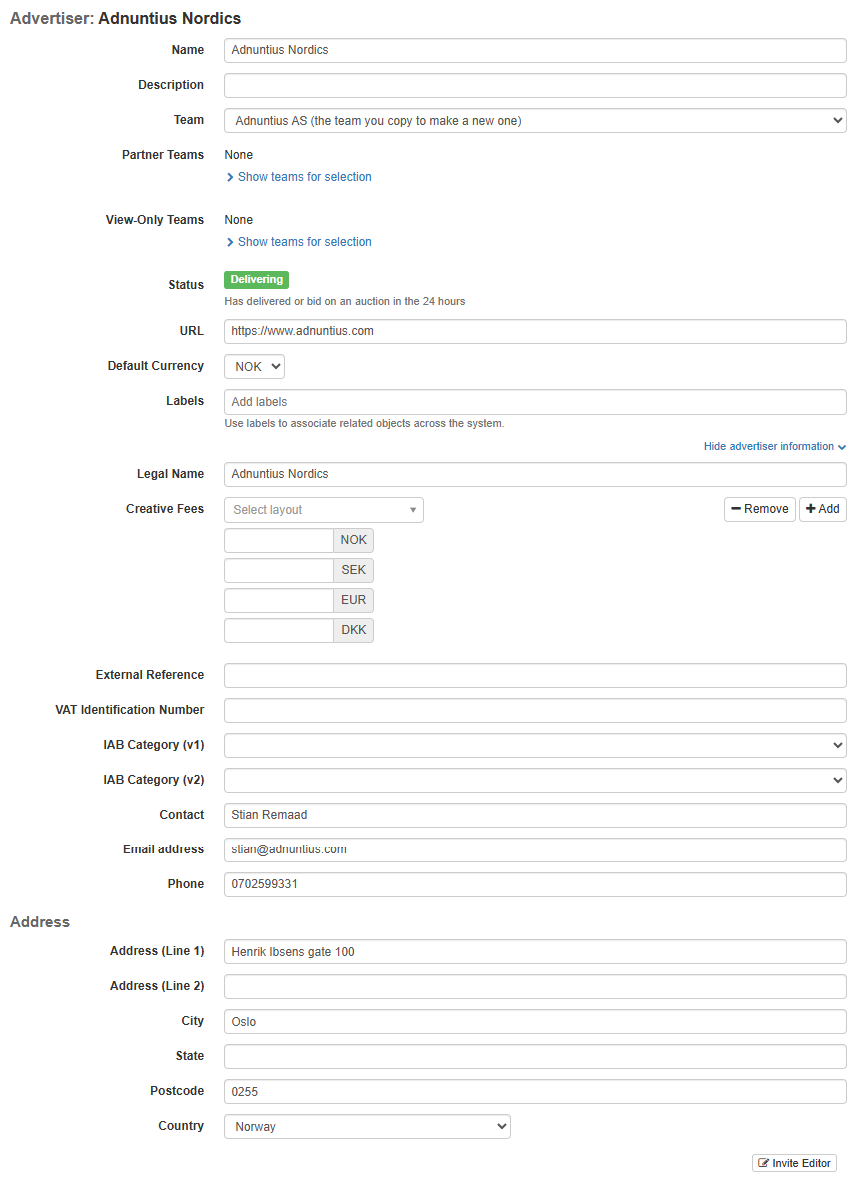 Advertiser: Adnuntius Nordics
Name Adnuntius Nordics
Description
Team Adnuntius AS (the team you copy to make a new one)
Partner Teams None
Show teams for selection
View-Only Teams None
Show teams for selection
Status Delivering
Has delivered or bid on an auction in the 24 hours
URL https://www.adnuntius.com
Default Currency NOK
Labels Add labels
Use labels to associate related objects across the system.
Hide advertiser information
Legal Name Adnuntius Nordics
Creative Fees Select layout Remove Add
NOK
SEK
EUR
DKK
External Reference
VAT Identification Number
IAB Category (v1)
IAB Category (v2)
Contact Stian Remaad
Email address stian@adnuntius.com
Phone 0702599331
Address
Address (Line 1) Henrik Ibsens gate 100
Address (Line 2)
City Oslo
State
Postcode 0255
Country Norway
Invite Editor